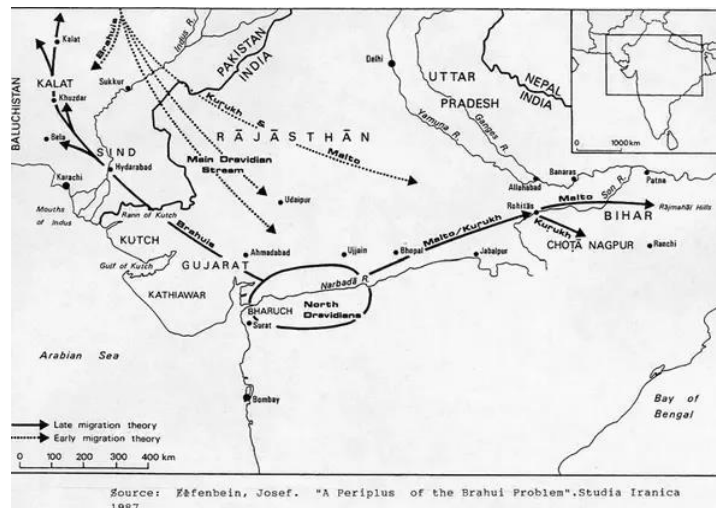 Brahuis
Kalat
Indus R.
KALAT
Sukkur
PAKISTAN
INDIA
Delhi
UTTAR
PRADESH
NEPAL
INDIA
0 1000 km
BALUCHISTAN
Khuzdar
Kurukh &
Malto
RĀJASTHĀN
Yamuna R.
Ganges R.
Bela
SIND
Hyderabad
Main Dravidian
Stream
Karachi
Udaipur
Allahabad
Banaras
Son R.
Patna
Mouths
of Indus
Rann of Kutch
Rohtās
Malto
BIHAR
Rājmahāl Hills
KUTCH
Brahuis
Kurukh
Ahmadabad
Ujjain
Bhopal
Malto/Kurukh
Jabalpur
CHOTĀ NAGPUR
Ranchi
Gulf of Kutch
GUJARAT
KATHIAWAR
Narbadā R.
BHARUCH
North
Dravidians
Surat
Arabian Sea
Bombay
Bay of
Bengal
Late migration theory
Early migration theory
0 100 200 300 400 km
Source: Elfenbein, Josef. "A Periplus of the Brahui Problem".Studia Iranica
1987